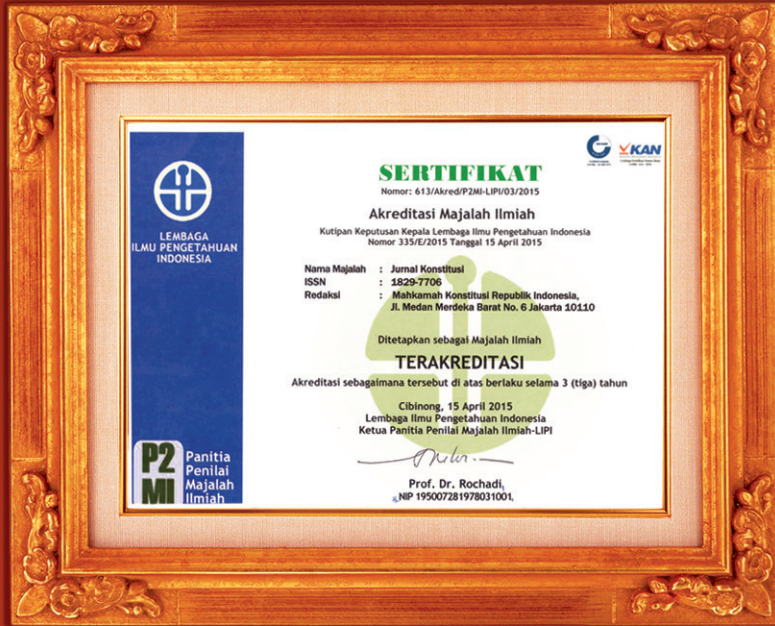 LEMBAGA
ILMU PENGETAHUAN
INDONESIA
P2
MI
Panitia
Penilai
Majalah
Ilmiah
KAN
SERTIFIKAT
Nomor: 613/Akred/P2MI-LIPI/03/2015
Akreditasi Majalah Ilmiah
Kutipan Keputusan Kepala Lembaga Ilmu Pengetahuan Indonesia
Nomor 335/E/2015 Tanggal 15 April 2015
Nama Majalah : Jurnal Konstitusi
ISSN : 1829-7706
Redaksi : Mahkamah Konstitusi Republik Indonesia,
Jl. Medan Merdeka Barat No. 6 Jakarta 10110
Ditetapkan sebagai Majalah Ilmiah
TERAKREDITASI
Akreditasi sebagaimana tersebut di atas berlaku selama 3 (tiga) tahun
Cibinong, 15 April 2015
Lembaga Ilmu Pengetahuan Indonesia
Ketua Panitia Penilai Majalah Ilmiah-LIPI
Prof. Dr. Rochadi,
NIP 195007281978031001,